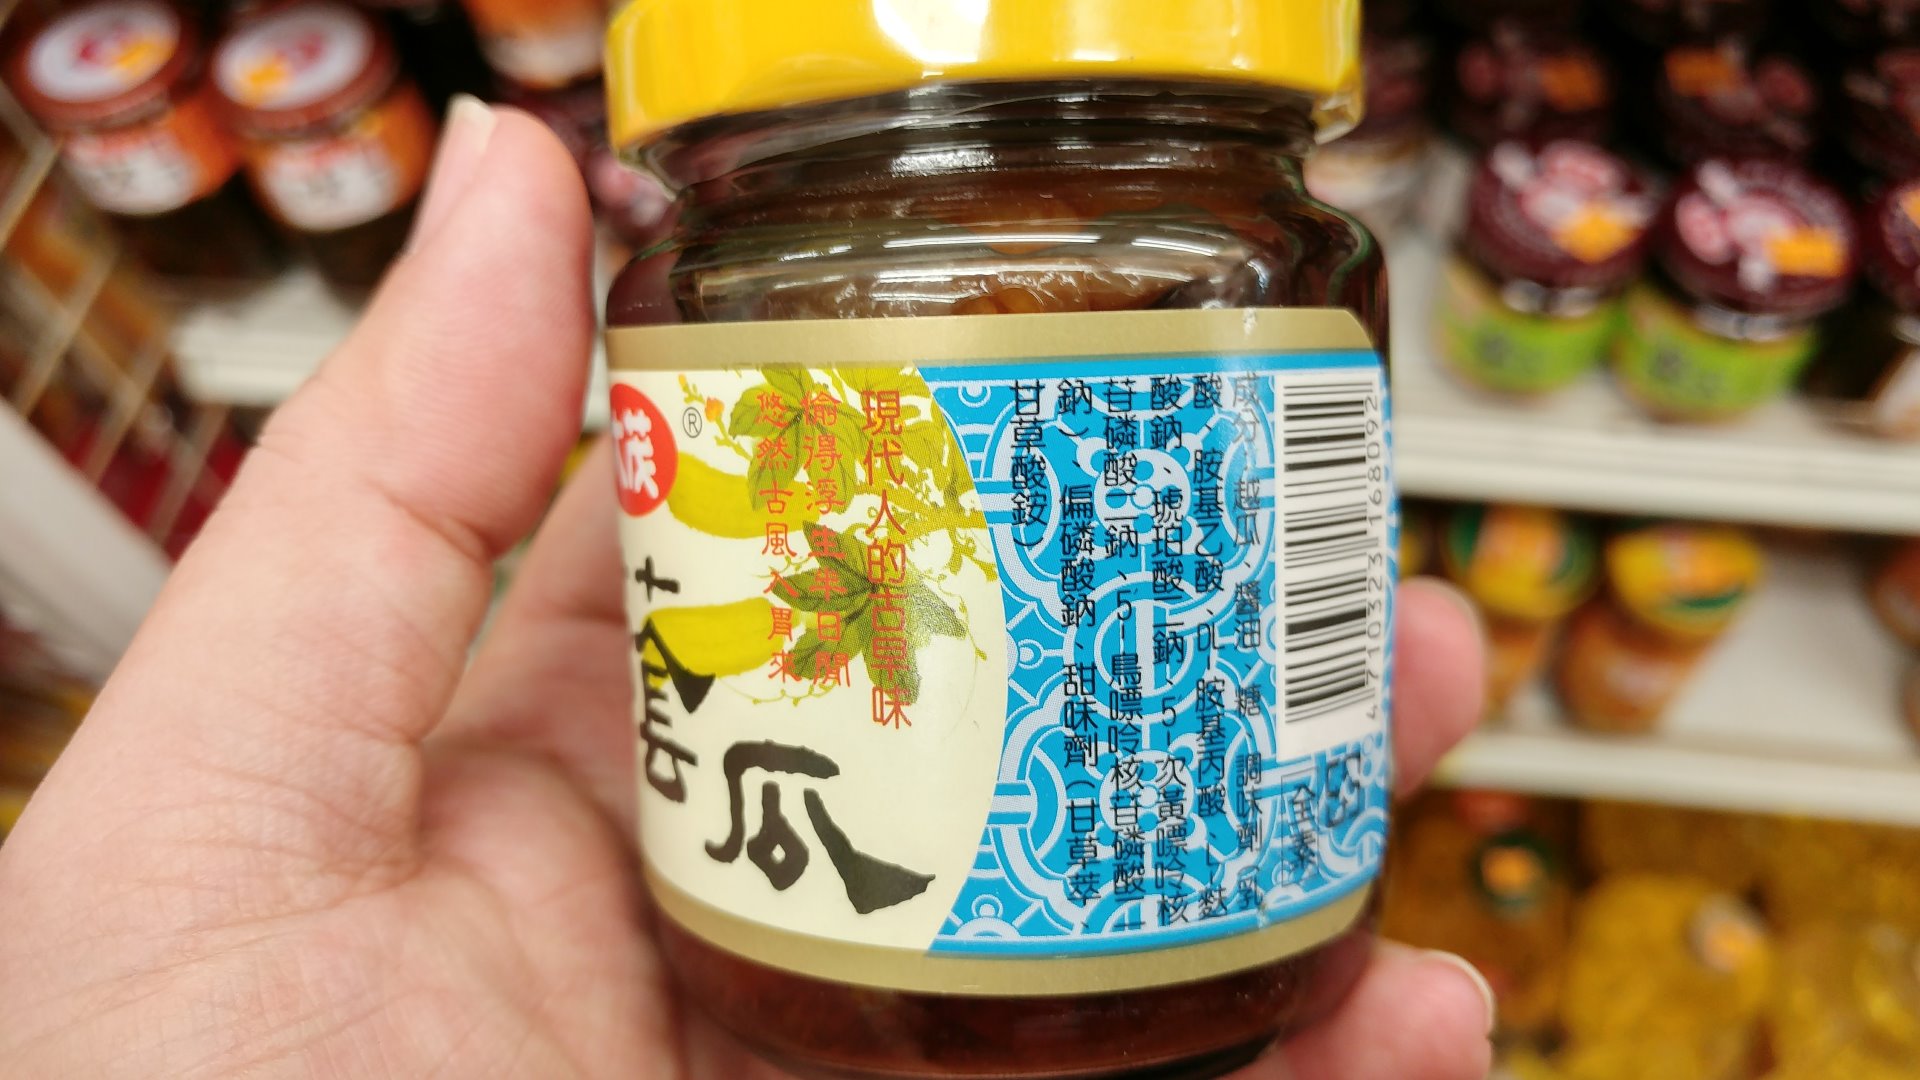 4710323168092
全素
成分：越瓜、醬油、糖、調味劑（乳
酸、胺基乙酸、DL-胺基丙酸、L-麩
酸鈉、琥珀酸二鈉、5-次黃嘌呤核
苷磷酸二鈉、5-鳥嘌呤核苷磷酸二
鈉）、偏磷酸鈉、甜味劑（甘草萃、
甘草酸銨）
現代人的古早味
偷得浮生半日閒
悠然古風入胃來
®
蔭瓜